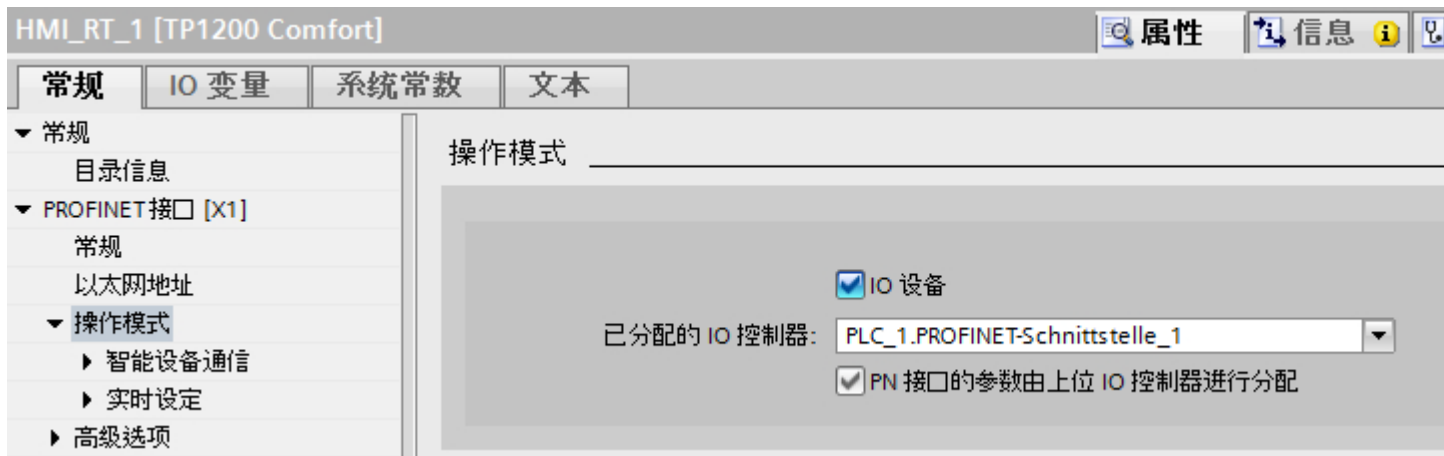 HMI_RT_1 [TP1200 Comfort]
属性 信息
常规 IO 变量 系统常数 文本
常规
目录信息
PROFINET接口 [X1]
常规
以太网地址
操作模式
智能设备通信
实时设定
高级选项
操作模式
IO 设备
已分配的 IO 控制器: PLC_1.PROFINET-Schnittstelle_1
PN 接口的参数由上位 IO 控制器进行分配